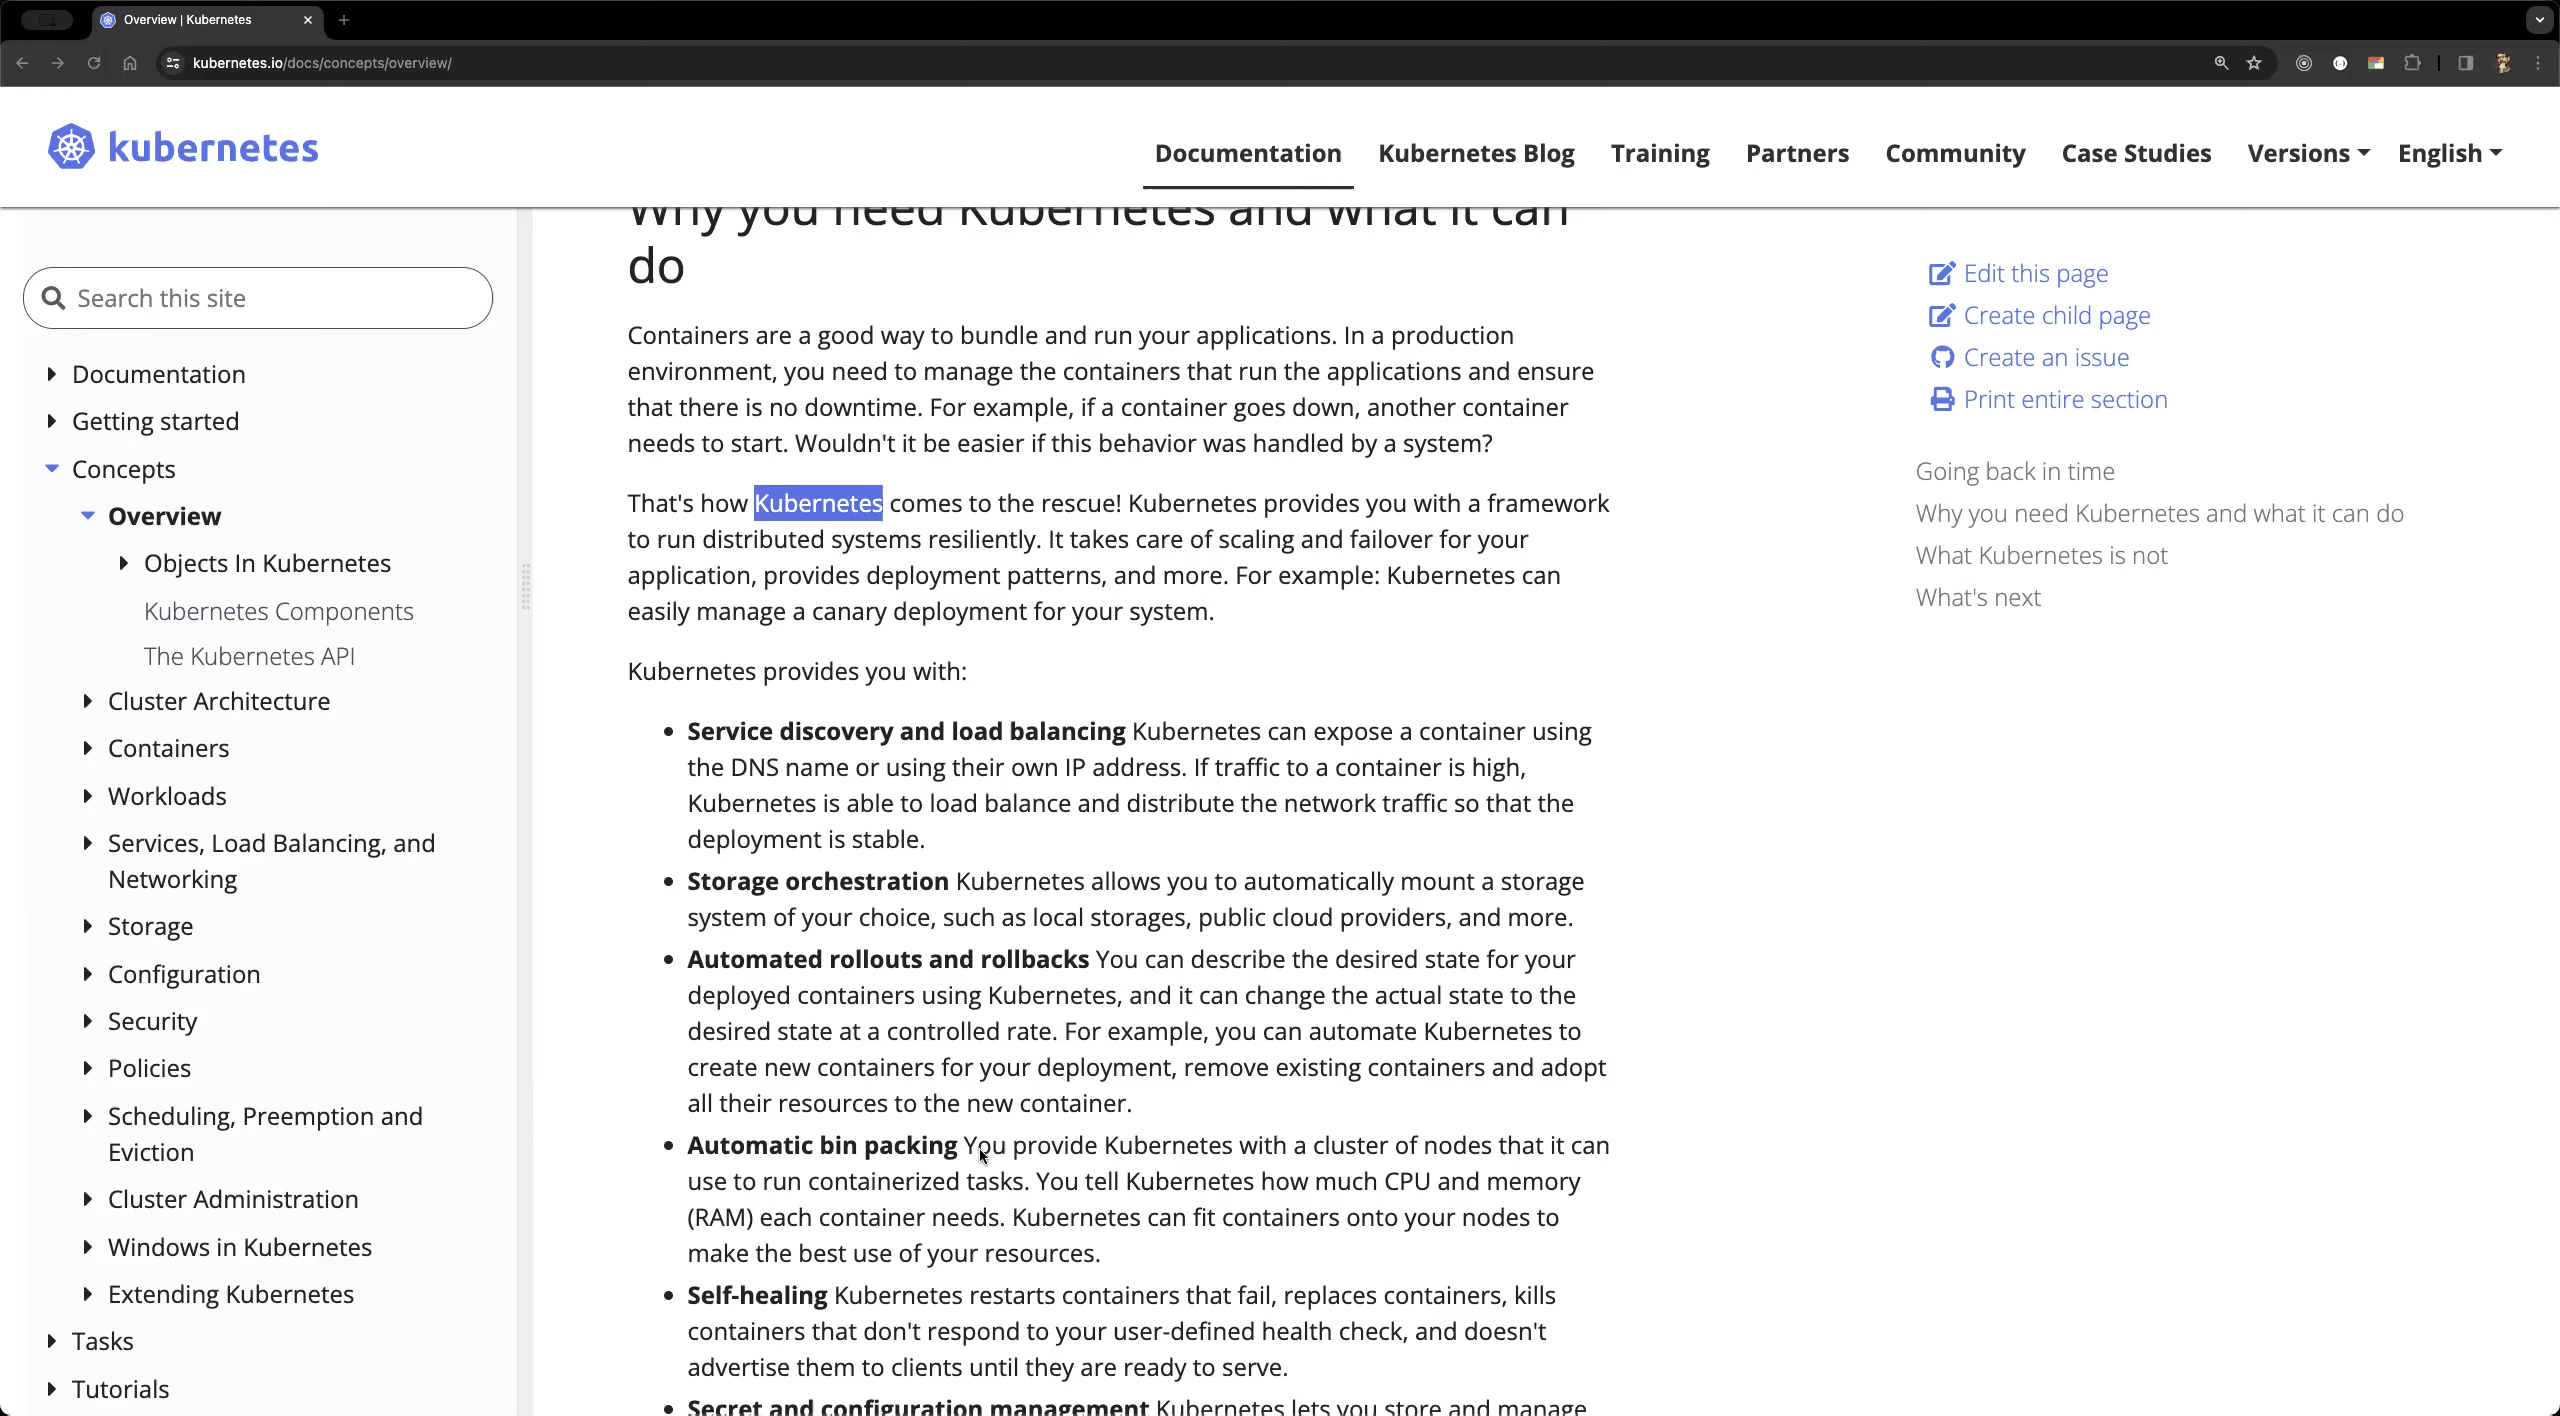 Overview | Kubernetes
kubernetes.io/docs/concepts/overview/
kubernetes
Documentation
Kubernetes Blog
Training
Partners
Community
Case Studies
Versions
English
Search this site
Documentation
Getting started
Concepts
Overview
Objects In Kubernetes
Kubernetes Components
The Kubernetes API
Cluster Architecture
Containers
Workloads
Services, Load Balancing, and
Networking
Storage
Configuration
Security
Policies
Scheduling, Preemption and
Eviction
Cluster Administration
Windows in Kubernetes
Extending Kubernetes
Tasks
Tutorials
Why you need Kubernetes and what it can
do
Containers are a good way to bundle and run your applications. In a production
environment, you need to manage the containers that run the applications and ensure
that there is no downtime. For example, if a container goes down, another container
needs to start. Wouldn't it be easier if this behavior was handled by a system?
That's how Kubernetes comes to the rescue! Kubernetes provides you with a framework
to run distributed systems resiliently. It takes care of scaling and failover for your
application, provides deployment patterns, and more. For example: Kubernetes can
easily manage a canary deployment for your system.
Kubernetes provides you with:
• Service discovery and load balancing Kubernetes can expose a container using
the DNS name or using their own IP address. If traffic to a container is high,
Kubernetes is able to load balance and distribute the network traffic so that the
deployment is stable.
• Storage orchestration Kubernetes allows you to automatically mount a storage
system of your choice, such as local storages, public cloud providers, and more.
• Automated rollouts and rollbacks You can describe the desired state for your
deployed containers using Kubernetes, and it can change the actual state to the
desired state at a controlled rate. For example, you can automate Kubernetes to
create new containers for your deployment, remove existing containers and adopt
all their resources to the new container.
• Automatic bin packing You provide Kubernetes with a cluster of nodes that it can
use to run containerized tasks. You tell Kubernetes how much CPU and memory
(RAM) each container needs. Kubernetes can fit containers onto your nodes to
make the best use of your resources.
• Self-healing Kubernetes restarts containers that fail, replaces containers, kills
containers that don't respond to your user-defined health check, and doesn't
advertise them to clients until they are ready to serve.
• Secret and configuration management Kubernetes lets you store and manage
Edit this page
Create child page
Create an issue
Print entire section
Going back in time
Why you need Kubernetes and what it can do
What Kubernetes is not
What's next